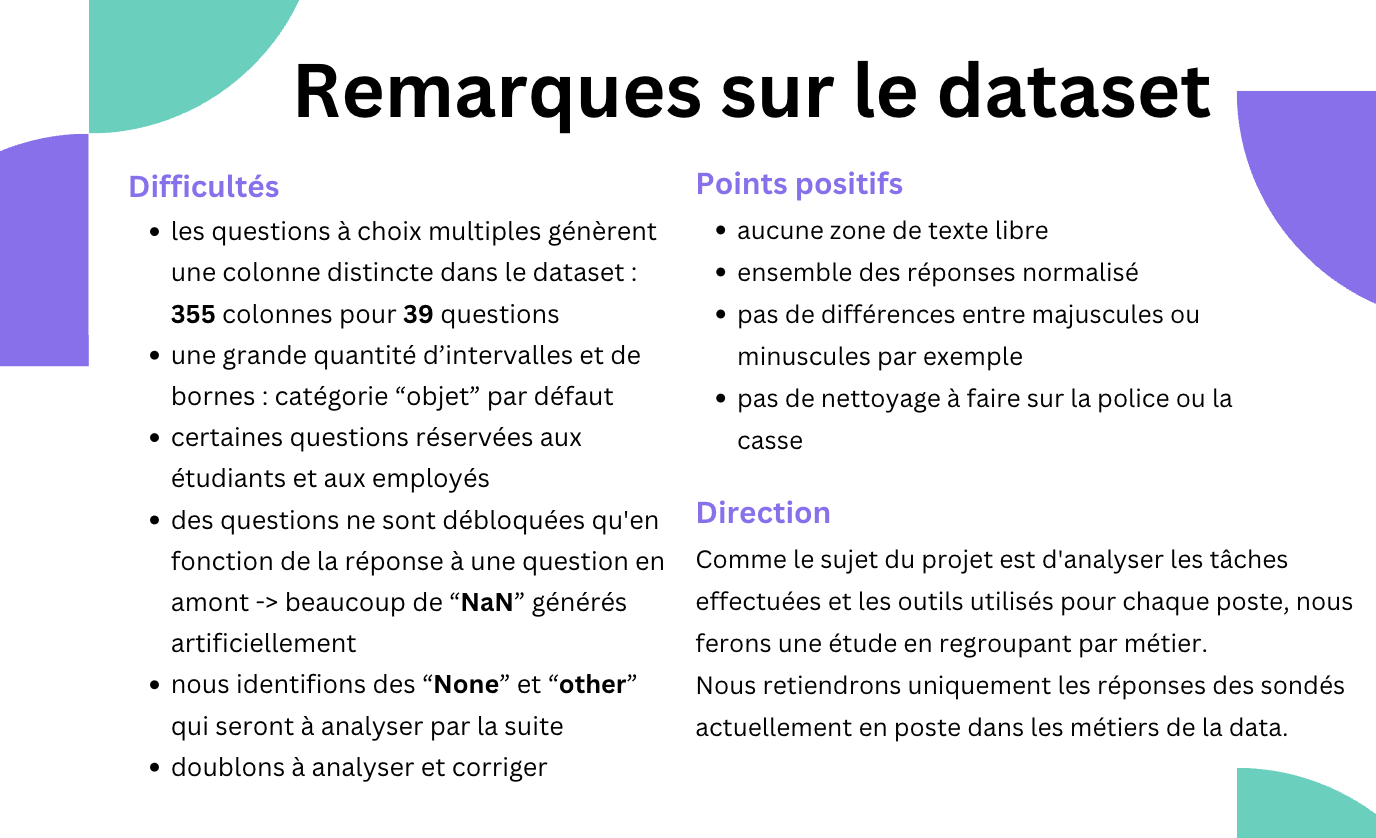 Remarques sur le dataset
Difficultés
les questions à choix multiples génèrent
une colonne distincte dans le dataset :
355 colonnes pour 39 questions
une grande quantité d’intervalles et de
bornes : catégorie “objet” par défaut
certaines questions réservées aux
étudiants et aux employés
des questions ne sont débloquées qu'en
fonction de la réponse à une question en
amont -> beaucoup de “NaN” générés
artificiellement
nous identifions des “None” et “other”
qui seront à analyser par la suite
doublons à analyser et corriger
Points positifs
aucune zone de texte libre
ensemble des réponses normalisé
pas de différences entre majuscules ou
minuscules par exemple
pas de nettoyage à faire sur la police ou la
casse
Direction
Comme le sujet du projet est d'analyser les tâches
effectuées et les outils utilisés pour chaque poste, nous
ferons une étude en regroupant par métier.
Nous retiendrons uniquement les réponses des sondés
actuellement en poste dans les métiers de la data.